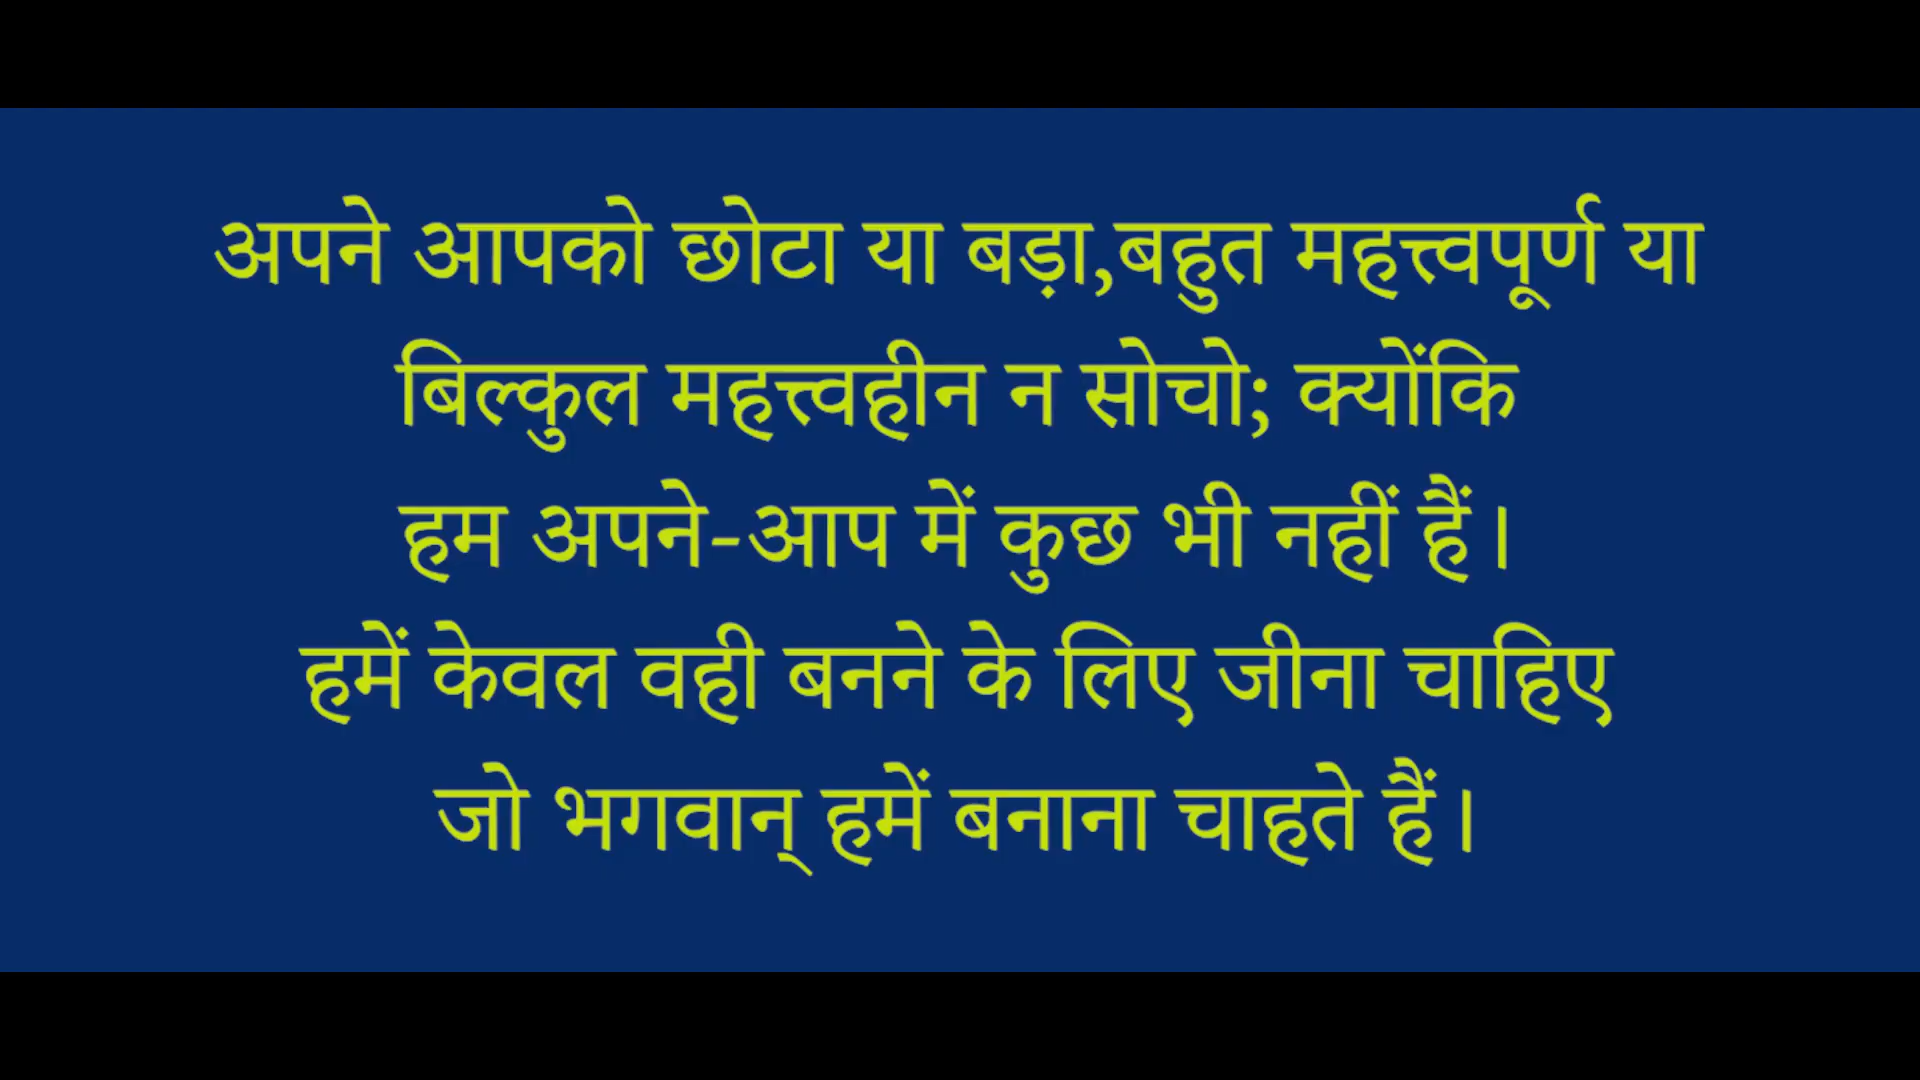 अपने आपको छोटा या बड़ा,बहुत महत्त्वपूर्ण या
बिल्कुल महत्त्वहीन न सोचो; क्योंकि
हम अपने-आप में कुछ भी नहीं हैं।
हमें केवल वही बनने के लिए जीना चाहिए
जो भगवान् हमें बनाना चाहते हैं।